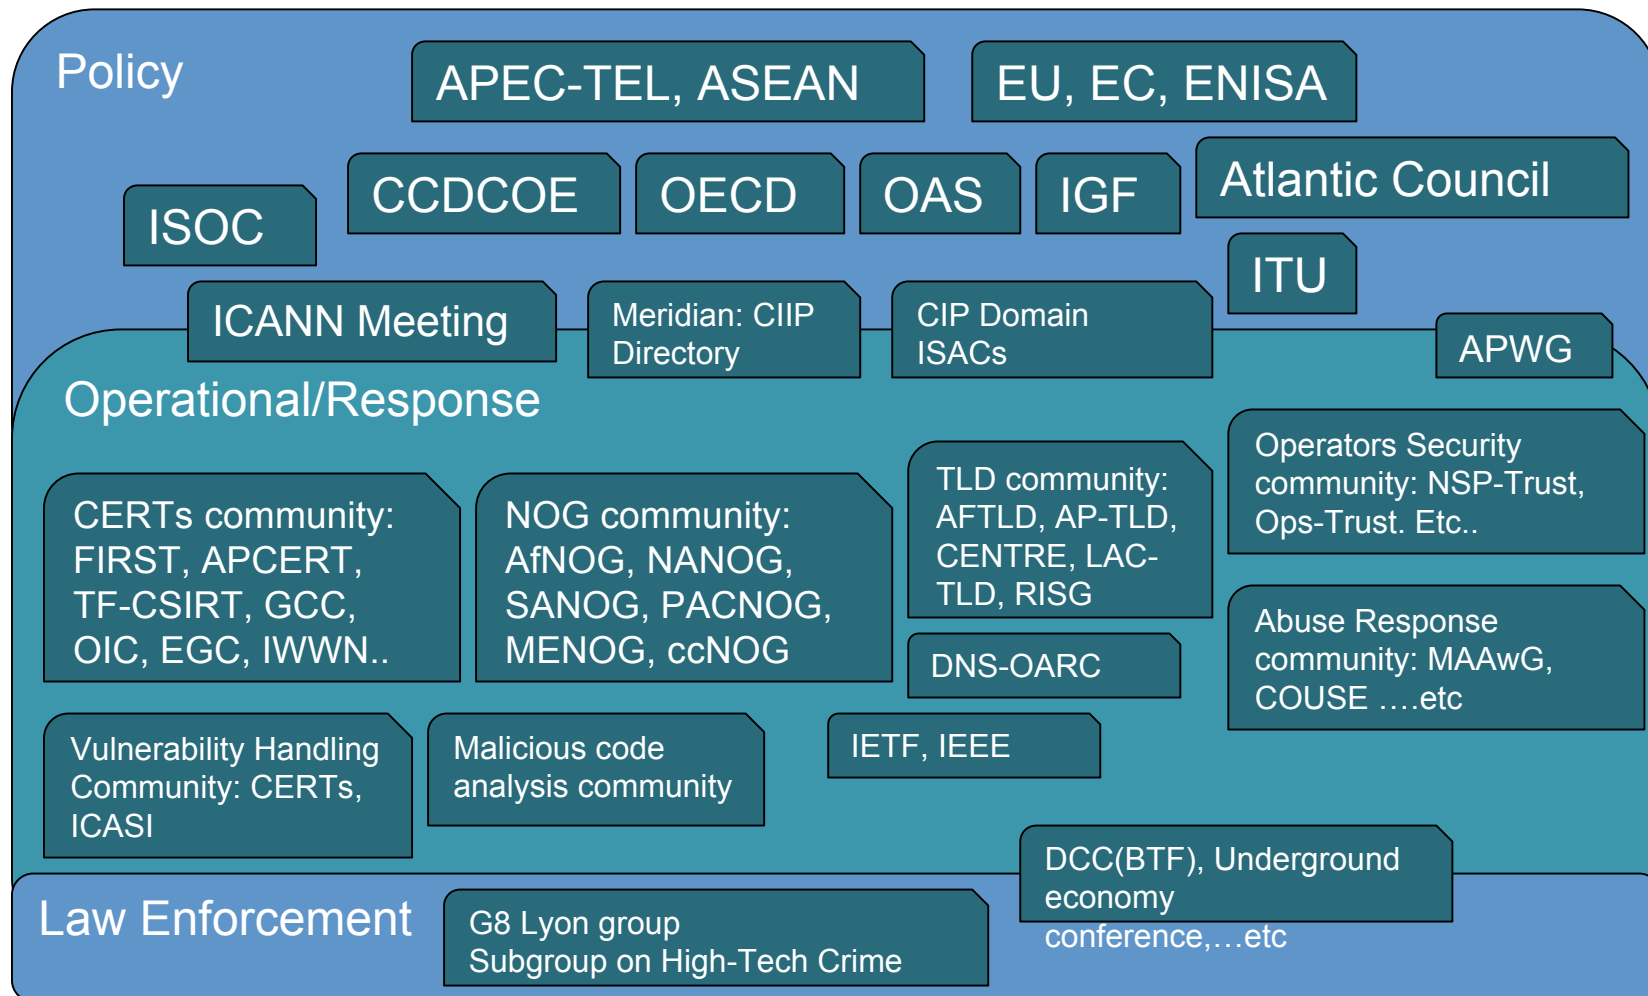 Policy
APEC-TEL, ASEAN
EU, EC, ENISA
ISOC
CCDCOE
OECD
OAS
IGF
Atlantic Council
ITU
ICANN Meeting
Meridian: CIIP
Directory
CIP Domain
ISACs
APWG
Operational/Response
CERTs community:
FIRST, APCERT,
TF-CSIRT, GCC,
OIC, EGC, IWWN..
NOG community:
AfNOG, NANOG,
SANOG, PACNOG,
MENOG, ccNOG
TLD community:
AFTLD, AP-TLD,
CENTRE, LAC-
TLD, RISG
Operators Security
community: NSP-Trust,
Ops-Trust. Etc..
DNS-OARC
Abuse Response
community: MAAwG,
COUSE ….etc
Vulnerability Handling
Community: CERTs,
ICASI
Malicious code
analysis community
IETF, IEEE
DCC(BTF), Underground
economy
conference,…etc
Law Enforcement
G8 Lyon group
Subgroup on High-Tech Crime